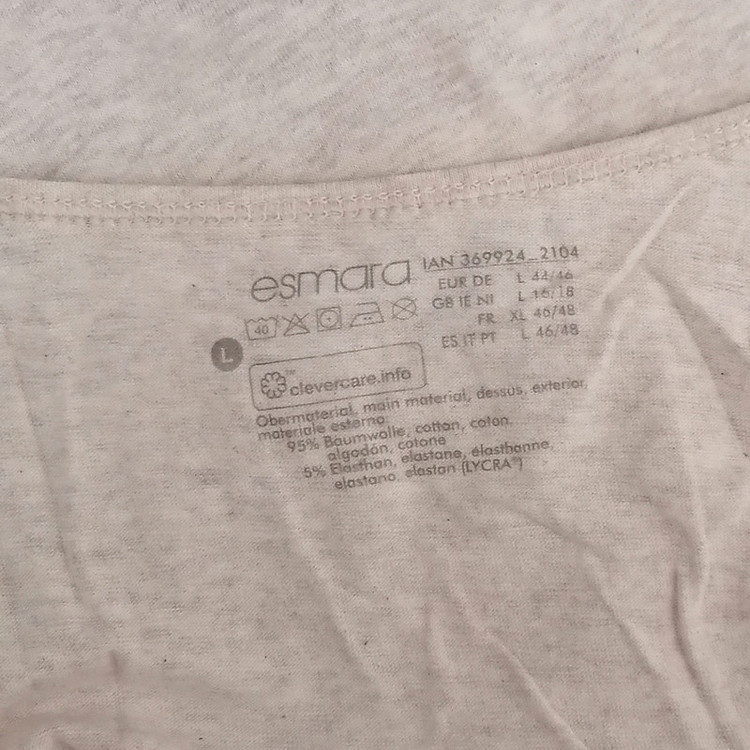 esmara
IAN 369924_2104
EUR DE L 44/46
GB IE NI L 16/18
FR XL 46/48
ES IT PT L 46/48
40
L
clevercare.info
Obermaterial, main material, dessus, exterior,
materiale esterno:
95% Baumwolle, cotton, coton,
algodón, cotone
5% Elasthan, elastane, élasthanne,
elastano, elastan (LYCRA®)